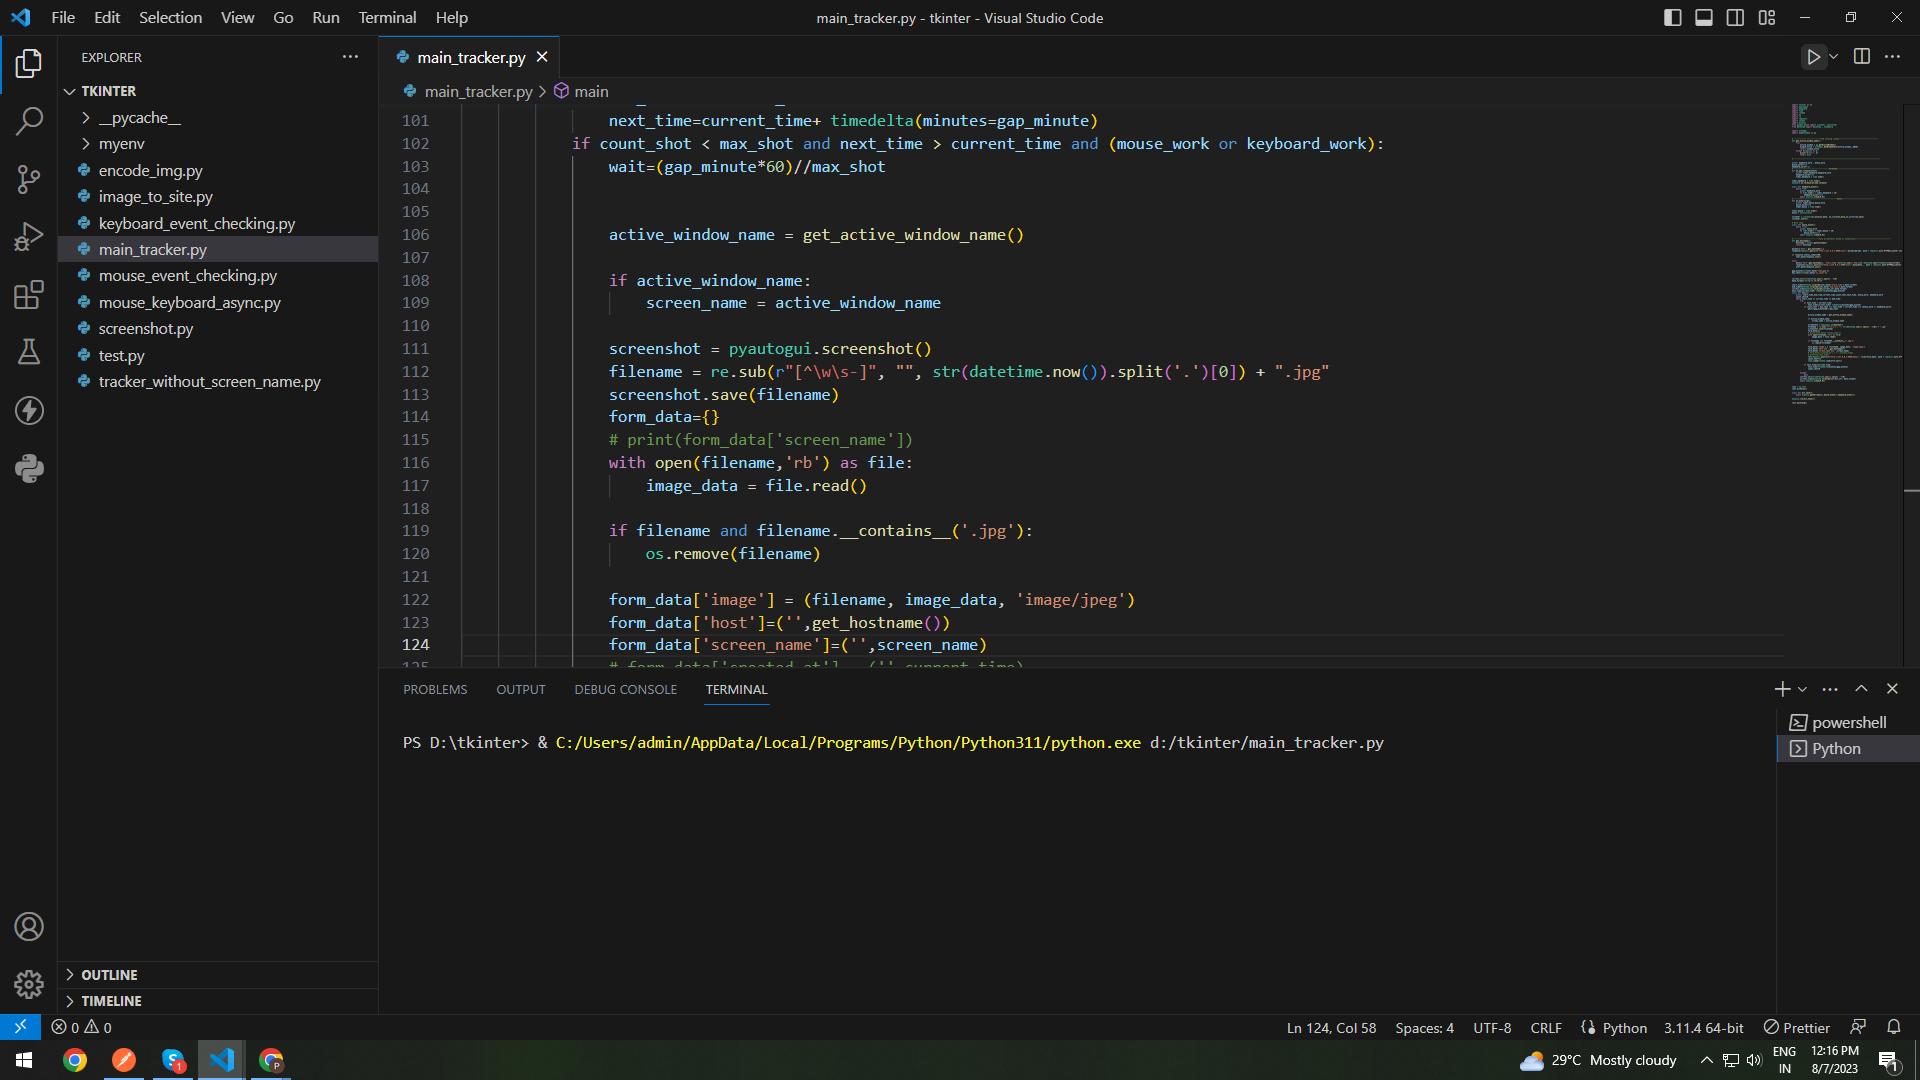 File Edit Selection View Go Run Terminal Help
main_tracker.py - tkinter - Visual Studio Code
EXPLORER
TKINTER
__pycache__
myenv
encode_img.py
image_to_site.py
keyboard_event_checking.py
main_tracker.py
mouse_event_checking.py
mouse_keyboard_async.py
screenshot.py
test.py
tracker_without_screen_name.py
OUTLINE
TIMELINE
main_tracker.py
main_tracker.py > main
101 next_time=current_time+ timedelta(minutes=gap_minute)
102 if count_shot < max_shot and next_time > current_time and (mouse_work or keyboard_work):
103 wait=(gap_minute*60)//max_shot
104
105
106 active_window_name = get_active_window_name()
107
108 if active_window_name:
109 screen_name = active_window_name
110
111 screenshot = pyautogui.screenshot()
112 filename = re.sub(r"[^\w\s-]", "", str(datetime.now()).split('.')[0]) + ".jpg"
113 screenshot.save(filename)
114 form_data={}
115 # print(form_data['screen_name'])
116 with open(filename,'rb') as file:
117 image_data = file.read()
118
119 if filename and filename.__contains__('.jpg'):
120 os.remove(filename)
121
122 form_data['image'] = (filename, image_data, 'image/jpeg')
123 form_data['host']=('',get_hostname())
124 form_data['screen_name']=('',screen_name)
PROBLEMS OUTPUT DEBUG CONSOLE TERMINAL
PS D:\tkinter> & C:/Users/admin/AppData/Local/Programs/Python/Python311/python.exe d:/tkinter/main_tracker.py
powershell
Python
0 0
Ln 124, Col 58 Spaces: 4 UTF-8 CRLF Python 3.11.4 64-bit Prettier
29°C Mostly cloudy
ENG
IN
12:16 PM
8/7/2023
1